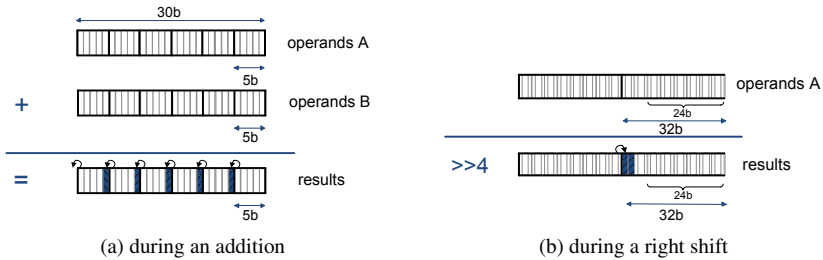 30b
operands A
5b
+
operands B
5b
=
results
5b
(a) during an addition
operands A
24b
32b
>>4
results
24b
32b
(b) during a right shift